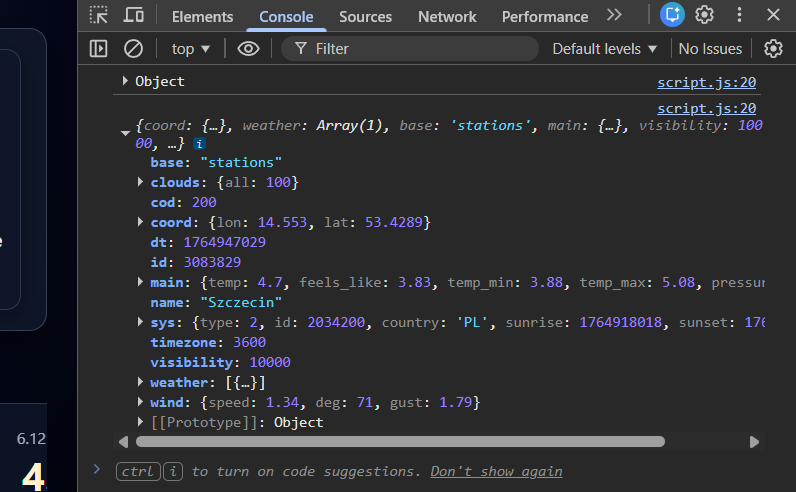 Elements Console Sources Network Performance
top Filter Default levels No Issues
Object script.js:20
script.js:20
{coord: {…}, weather: Array(1), base: 'stations', main: {…}, visibility: 100
00, …} i
base: "stations"
clouds: {all: 100}
cod: 200
coord: {lon: 14.553, lat: 53.4289}
dt: 1764947029
id: 3083829
main: {temp: 4.7, feels_like: 3.83, temp_min: 3.88, temp_max: 5.08, pressur
name: "Szczecin"
sys: {type: 2, id: 2034200, country: 'PL', sunrise: 1764918018, sunset: 176
timezone: 3600
visibility: 10000
weather: [{…}]
wind: {speed: 1.34, deg: 71, gust: 1.79}
[[Prototype]]: Object
ctrl i to turn on code suggestions. Don't show again
e
6.12
4